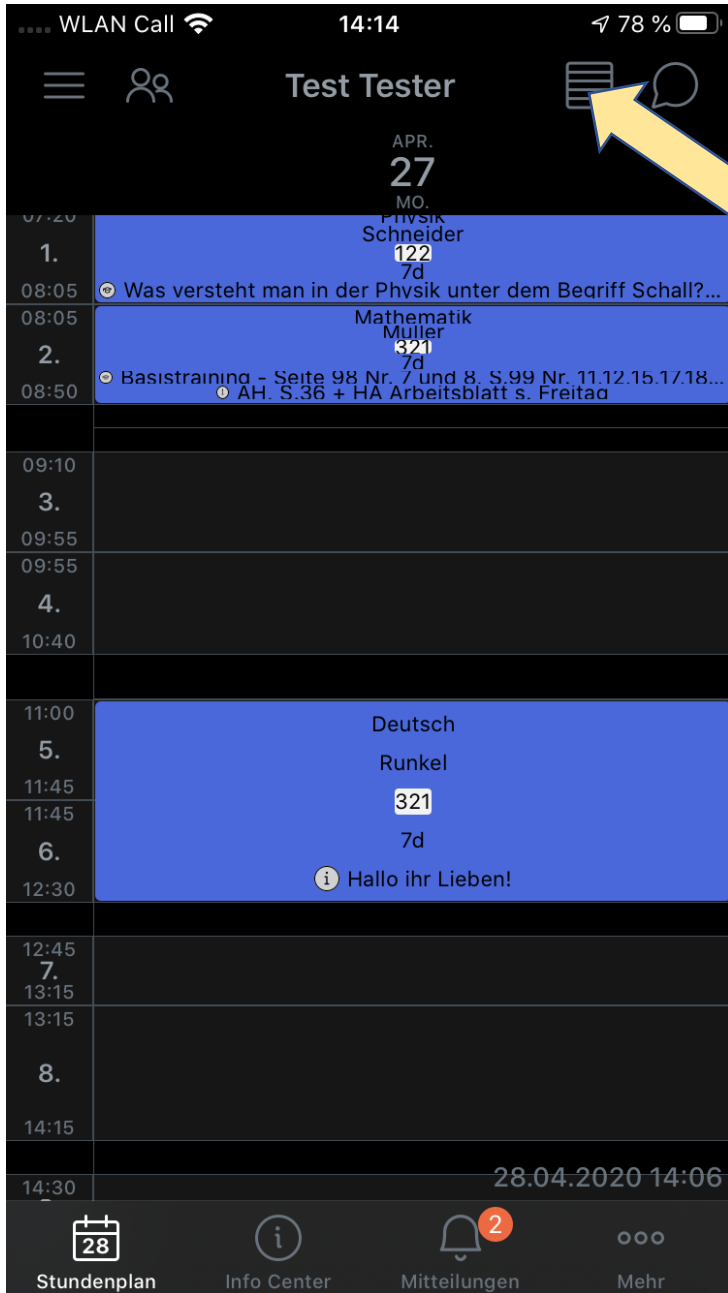 WLAN Call 14:14 78 %
Test Tester
APR.
27
MO.
07:20
1.
08:05
Physik
Schneider
122
7d
Was versteht man in der Physik unter dem Begriff Schall?...
08:05
2.
08:50
Mathematik
Muller
321
7d
Basistraining - Seite 98 Nr. 7 und 8. S.99 Nr. 11.12.15.17.18...
AH. S.36 + HA Arbeitsblatt s. Freitag
09:10
3.
09:55
09:55
4.
10:40
11:00
5.
11:45
11:45
6.
12:30
Deutsch
Runkel
321
7d
i Hallo ihr Lieben!
12:45
7.
13:15
13:15
8.
14:15
28.04.2020 14:06
14:30
28
Stundenplan
i
Info Center
2
Mitteilungen
Mehr